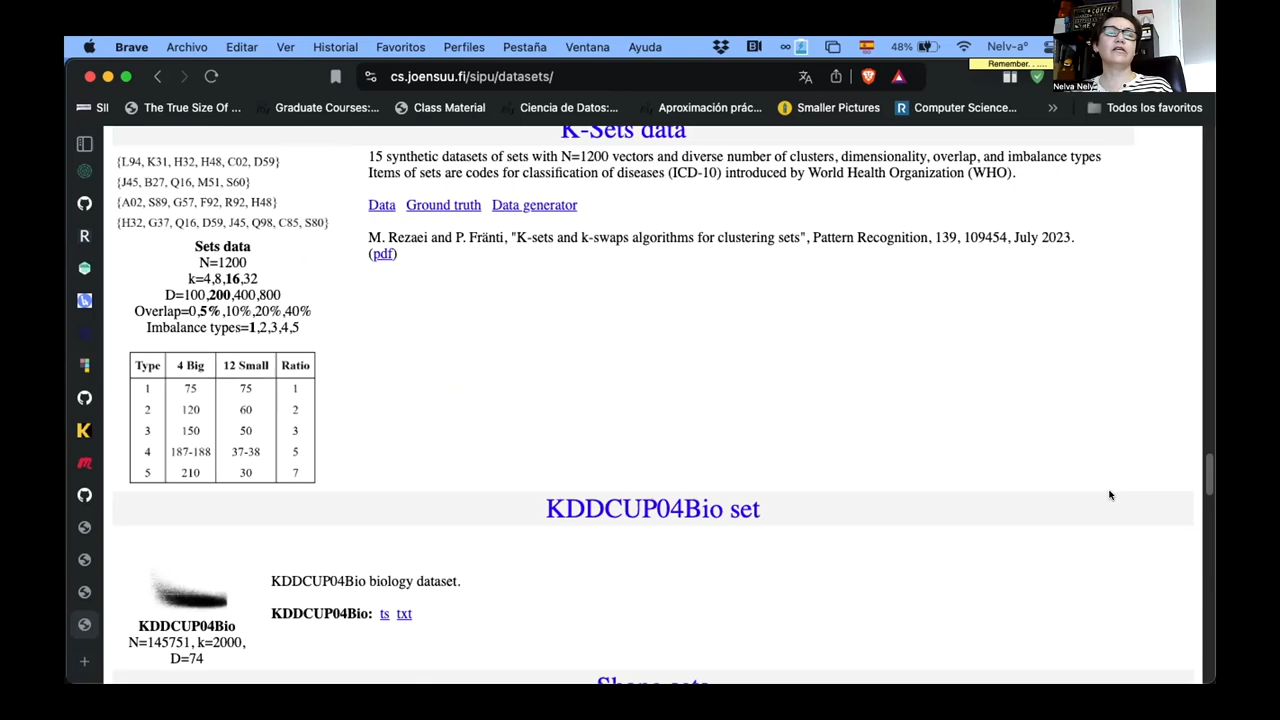 Brave Archivo Editar Ver Historial Favoritos Perfiles Pestaña Ventana Ayuda 48% Nelv-aº
Remember. . ...
Nelva Nely
cs.joensuu.fi/sipu/datasets/
SII The True Size Of ... Graduate Courses:... Class Material Ciencia de Datos:... Aproximación prác... Smaller Pictures Computer Science... » Todos los favoritos
K-Sets data
{L94, K31, H32, H48, C02, D59}
{J45, B27, Q16, M51, S60}
{A02, S89, G57, F92, R92, H48}
{H32, G37, Q16, D59, J45, Q98, C85, S80}
Sets data
N=1200
k=4,8,16,32
D=100,200,400,800
Overlap=0,5%,10%,20%,40%
Imbalance types=1,2,3,4,5
15 synthetic datasets of sets with N=1200 vectors and diverse number of clusters, dimensionality, overlap, and imbalance types
Items of sets are codes for classification of diseases (ICD-10) introduced by World Health Organization (WHO).
Data Ground truth Data generator
M. Rezaei and P. Fränti, "K-sets and k-swaps algorithms for clustering sets", Pattern Recognition, 139, 109454, July 2023.
(pdf)
Type 4 Big 12 Small Ratio
1 75 75 1
2 120 60 2
3 150 50 3
4 187-188 37-38 5
5 210 30 7
KDDCUP04Bio set
KDDCUP04Bio
N=145751, k=2000,
D=74
KDDCUP04Bio biology dataset.
KDDCUP04Bio: ts txt
Shape sets